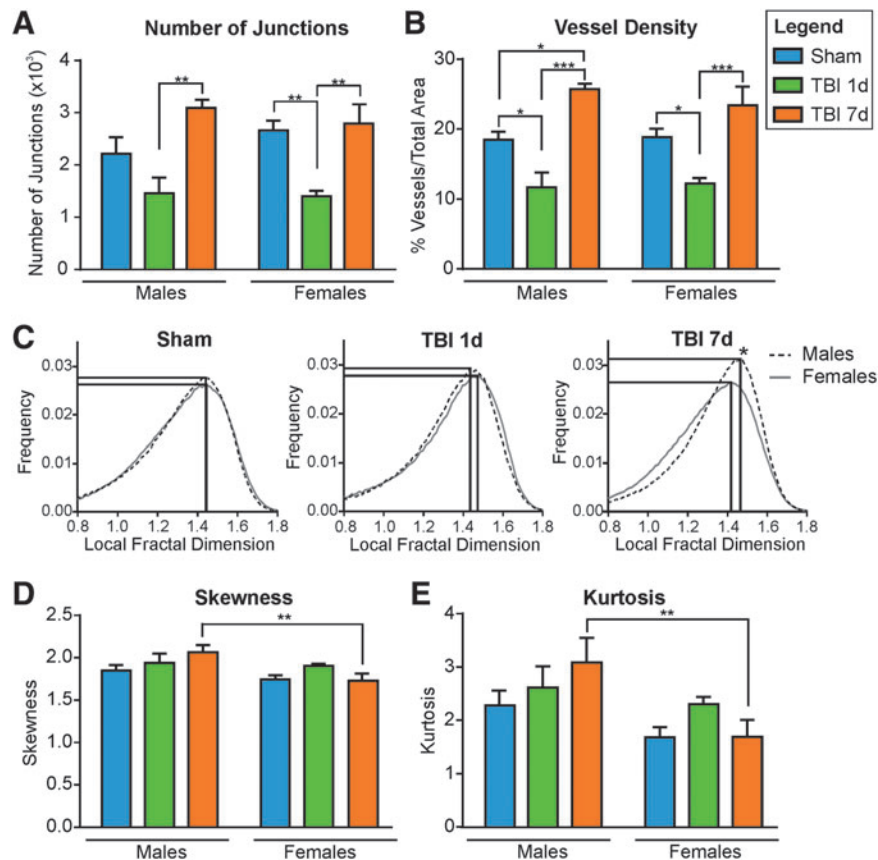 A
Number of Junctions
Number of Junctions (x10³)
4
3
2
1
0
**
**
**
Males
Females
B
Vessel Density
% Vessels/Total Area
30
20
10
0
*
***
*
***
*
Males
Females
Legend
Sham
TBI 1d
TBI 7d
C
Sham
Frequency
0.03
0.02
0.01
0.00
0.8 1.0 1.2 1.4 1.6 1.8
Local Fractal Dimension
TBI 1d
Frequency
0.03
0.02
0.01
0.00
0.8 1.0 1.2 1.4 1.6 1.8
Local Fractal Dimension
TBI 7d
*
Frequency
0.03
0.02
0.01
0.00
0.8 1.0 1.2 1.4 1.6 1.8
Local Fractal Dimension
Males
Females
D
Skewness
Skewness
2.5
2.0
1.5
1.0
0.5
0.0
**
Males
Females
E
Kurtosis
Kurtosis
4
3
2
1
0
**
Males
Females